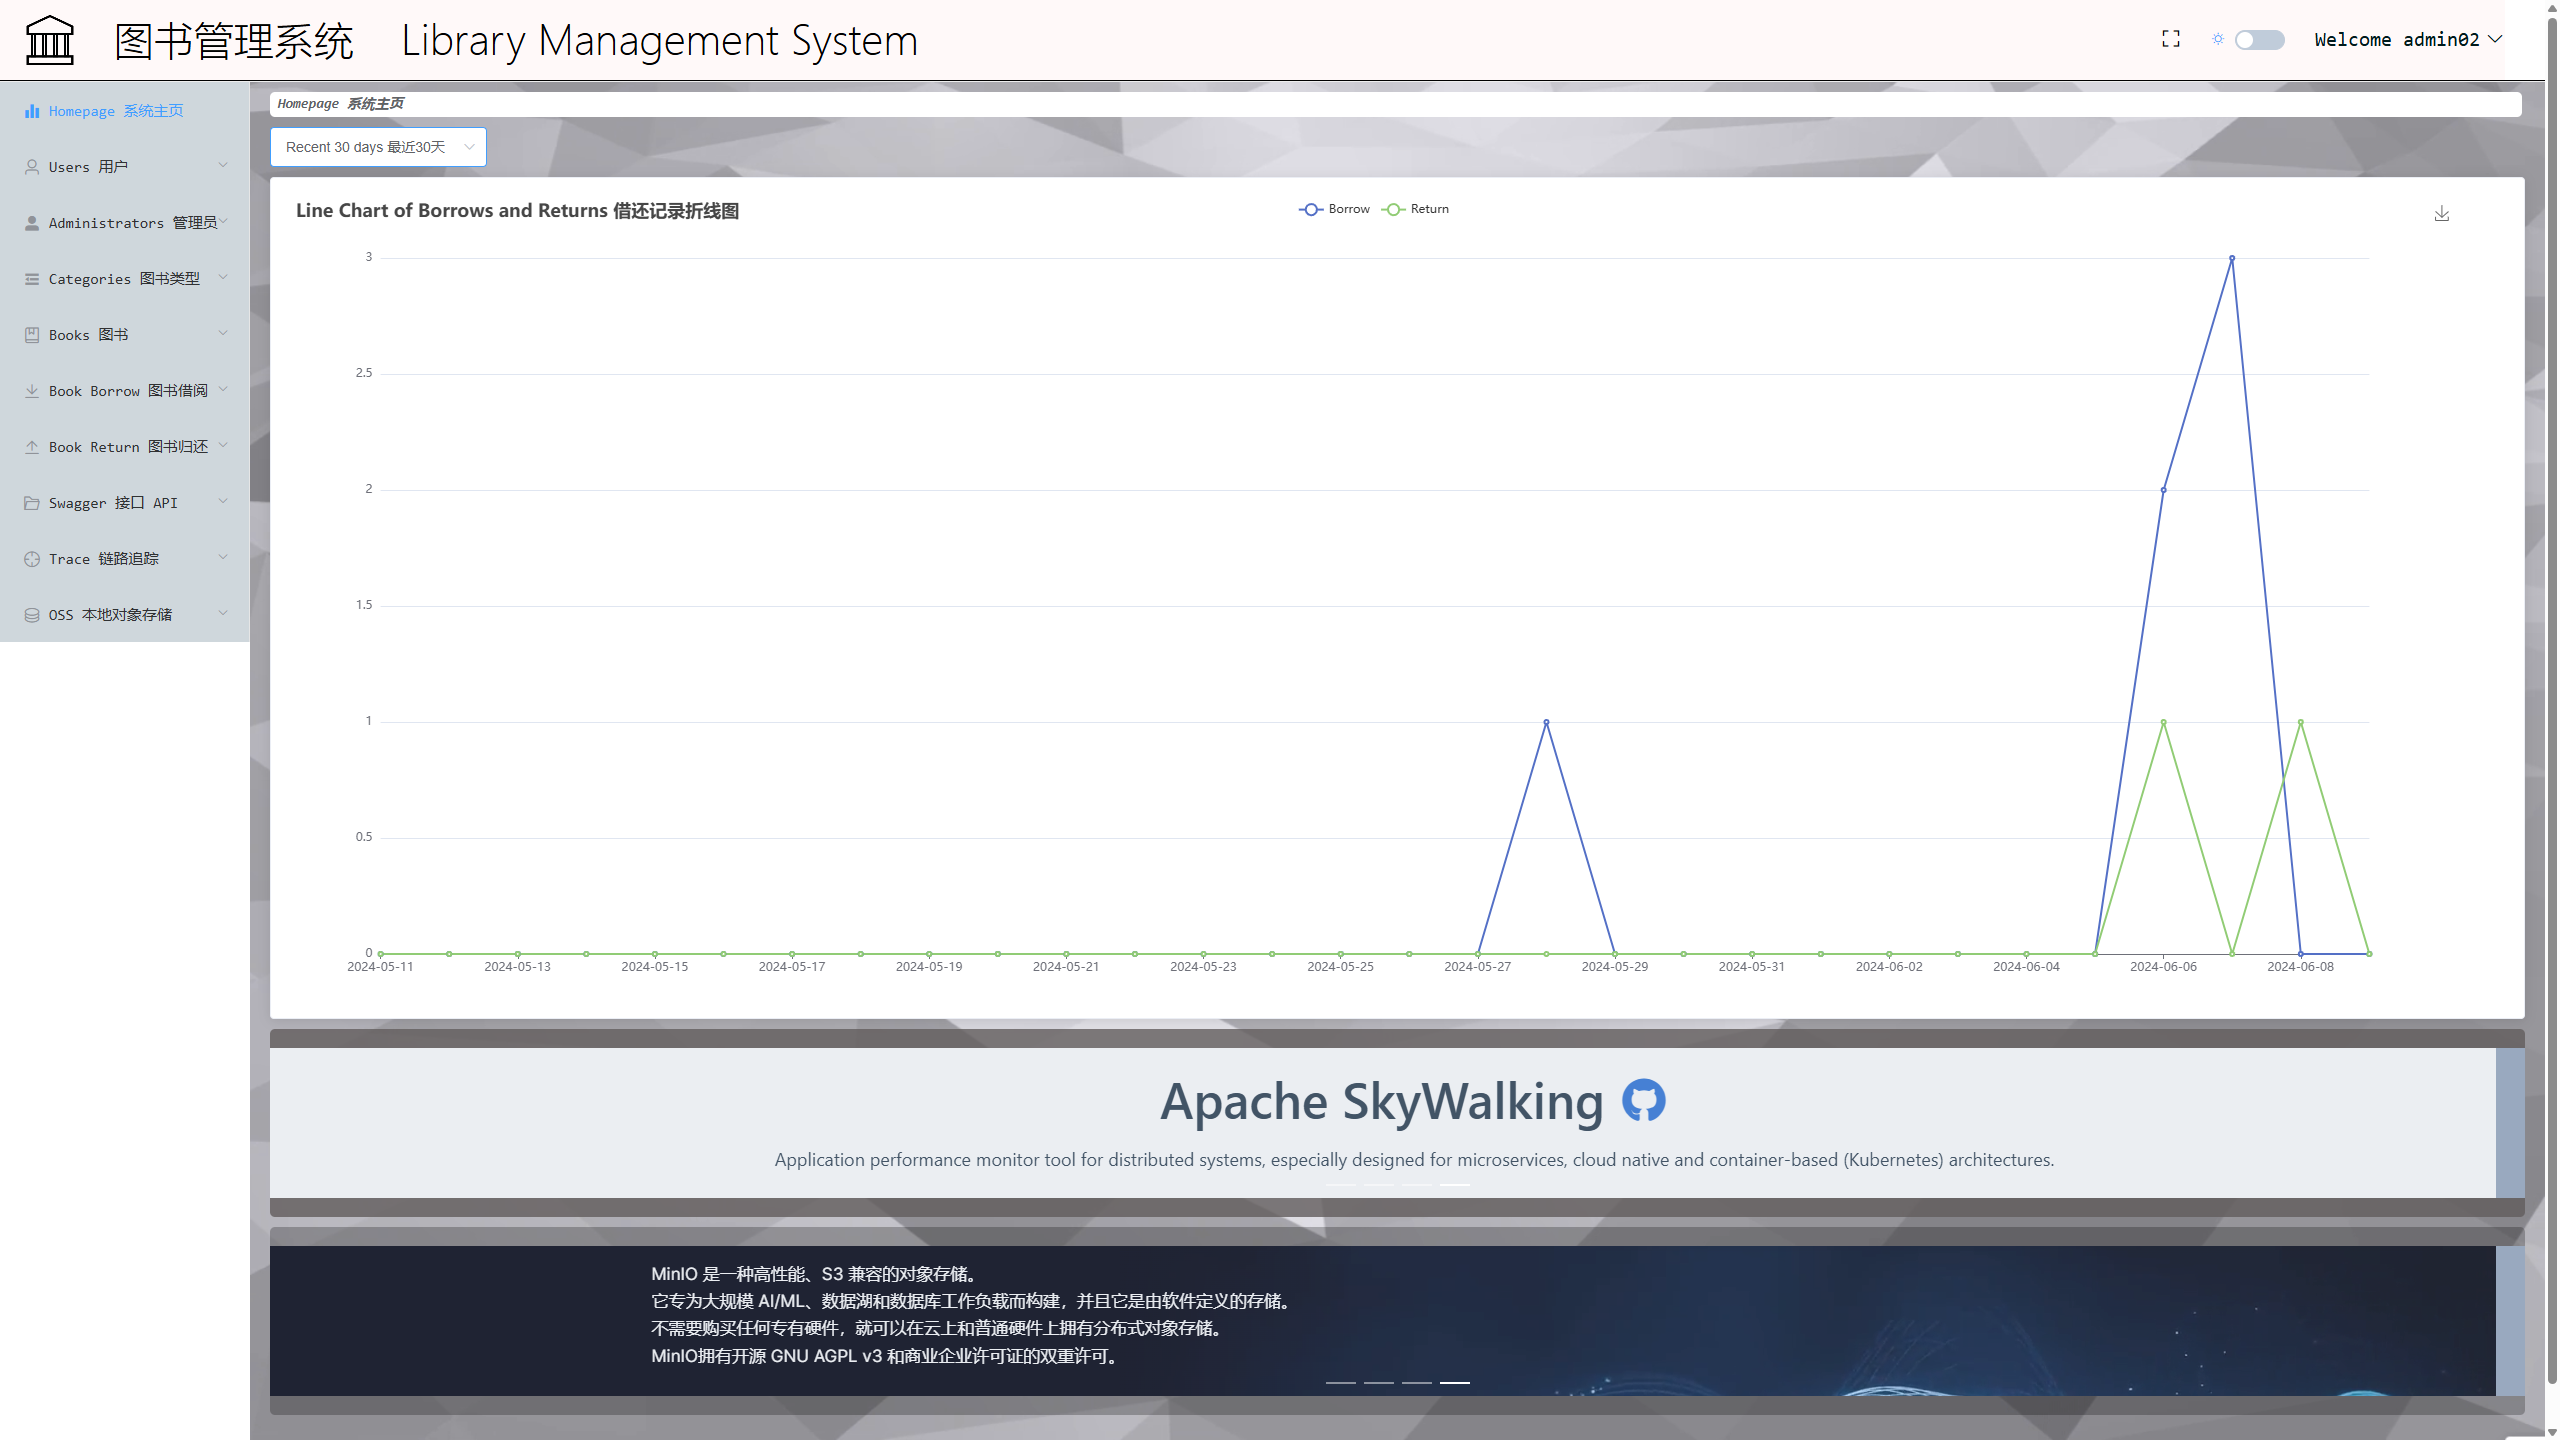 图书管理系统 Library Management System
Welcome admin02
Homepage 系统主页
Users 用户
Administrators 管理员
Categories 图书类型
Books 图书
Book Borrow 图书借阅
Book Return 图书归还
Swagger 接口 API
Trace 链路追踪
OSS 本地对象存储
Homepage 系统主页
Recent 30 days 最近30天
Line Chart of Borrows and Returns 借还记录折线图
Borrow Return
3
2.5
2
1.5
1
0.5
0
2024-05-11 2024-05-13 2024-05-15 2024-05-17 2024-05-19 2024-05-21 2024-05-23 2024-05-25 2024-05-27 2024-05-29 2024-05-31 2024-06-02 2024-06-04 2024-06-06 2024-06-08
Apache SkyWalking
Application performance monitor tool for distributed systems, especially designed for microservices, cloud native and container-based (Kubernetes) architectures.
MinIO 是一种高性能、S3 兼容的对象存储。
它专为大规模 AI/ML、数据湖和数据库工作负载而构建，并且它是由软件定义的存储。
不需要购买任何专有硬件，就可以在云上和普通硬件上拥有分布式对象存储。
MinIO拥有开源 GNU AGPL v3 和商业企业许可证的双重许可。